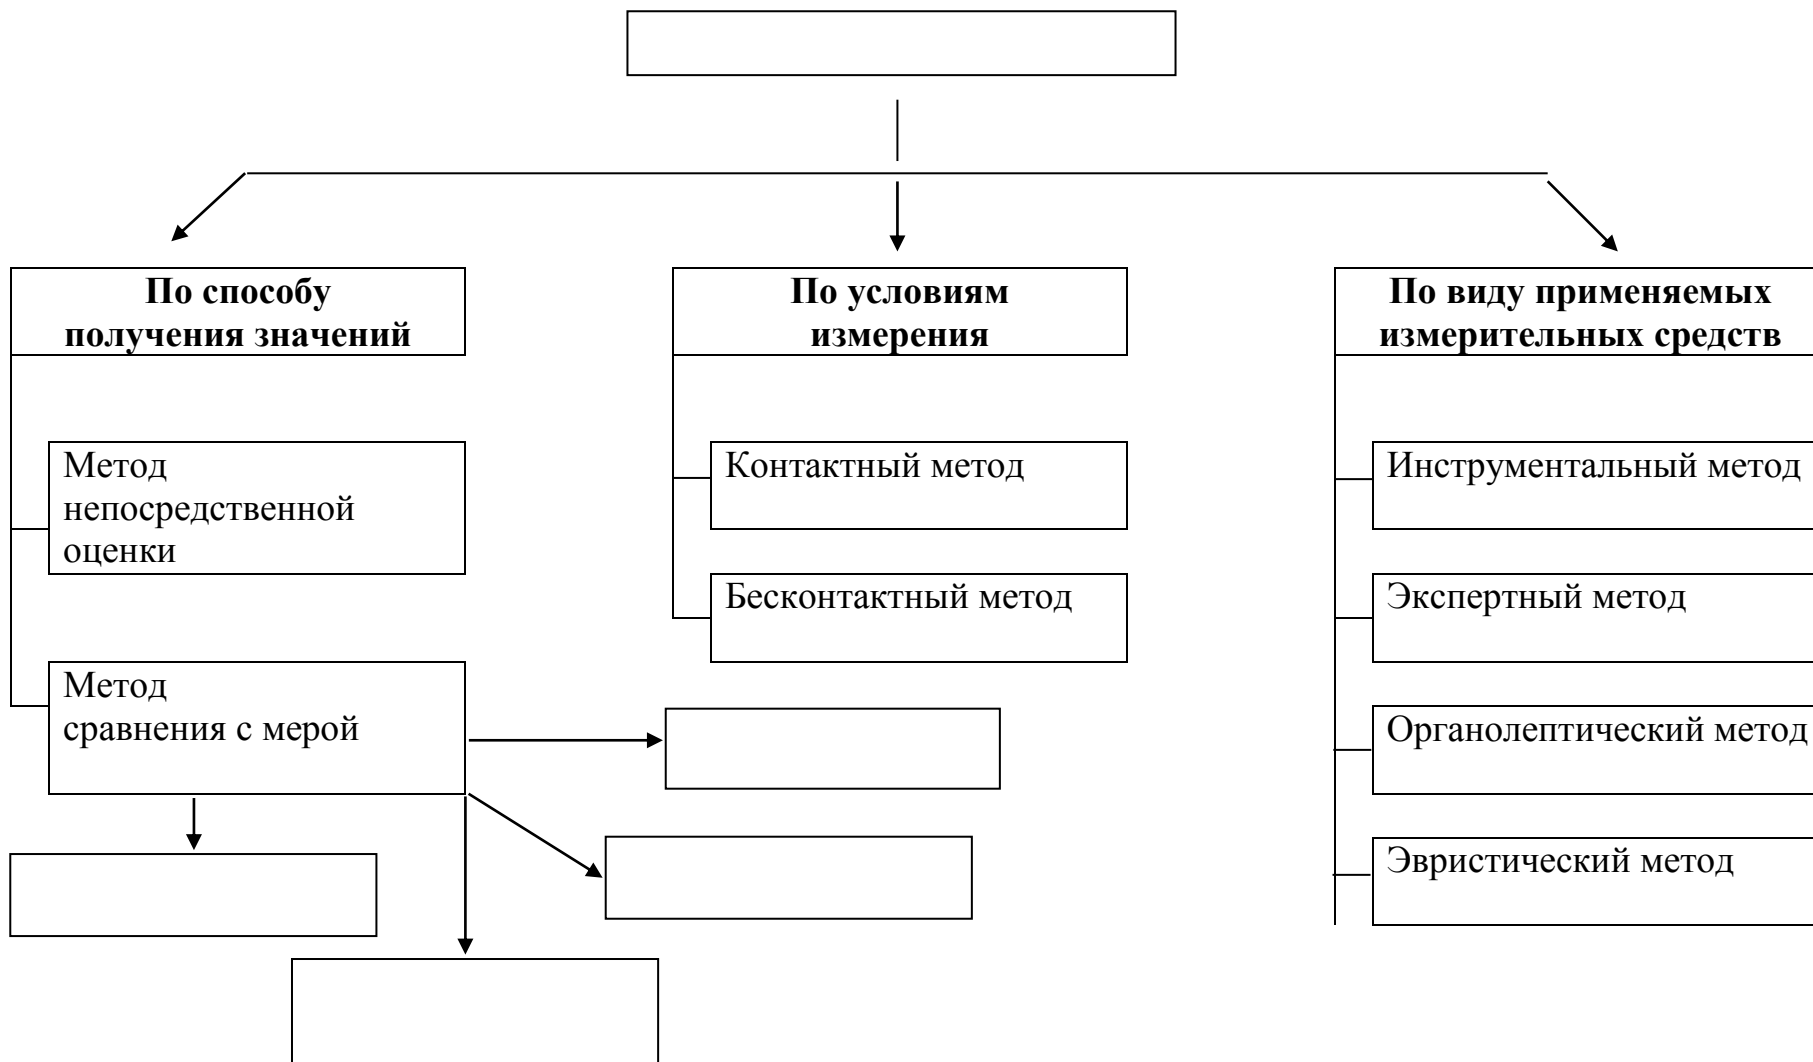 По способу
получения значений
Метод
непосредственной
оценки
Метод
сравнения с мерой
По условиям
измерения
Контактный метод
Бесконтактный метод
По виду применяемых
измерительных средств
Инструментальный метод
Экспертный метод
Органолептический метод
Эвристический метод